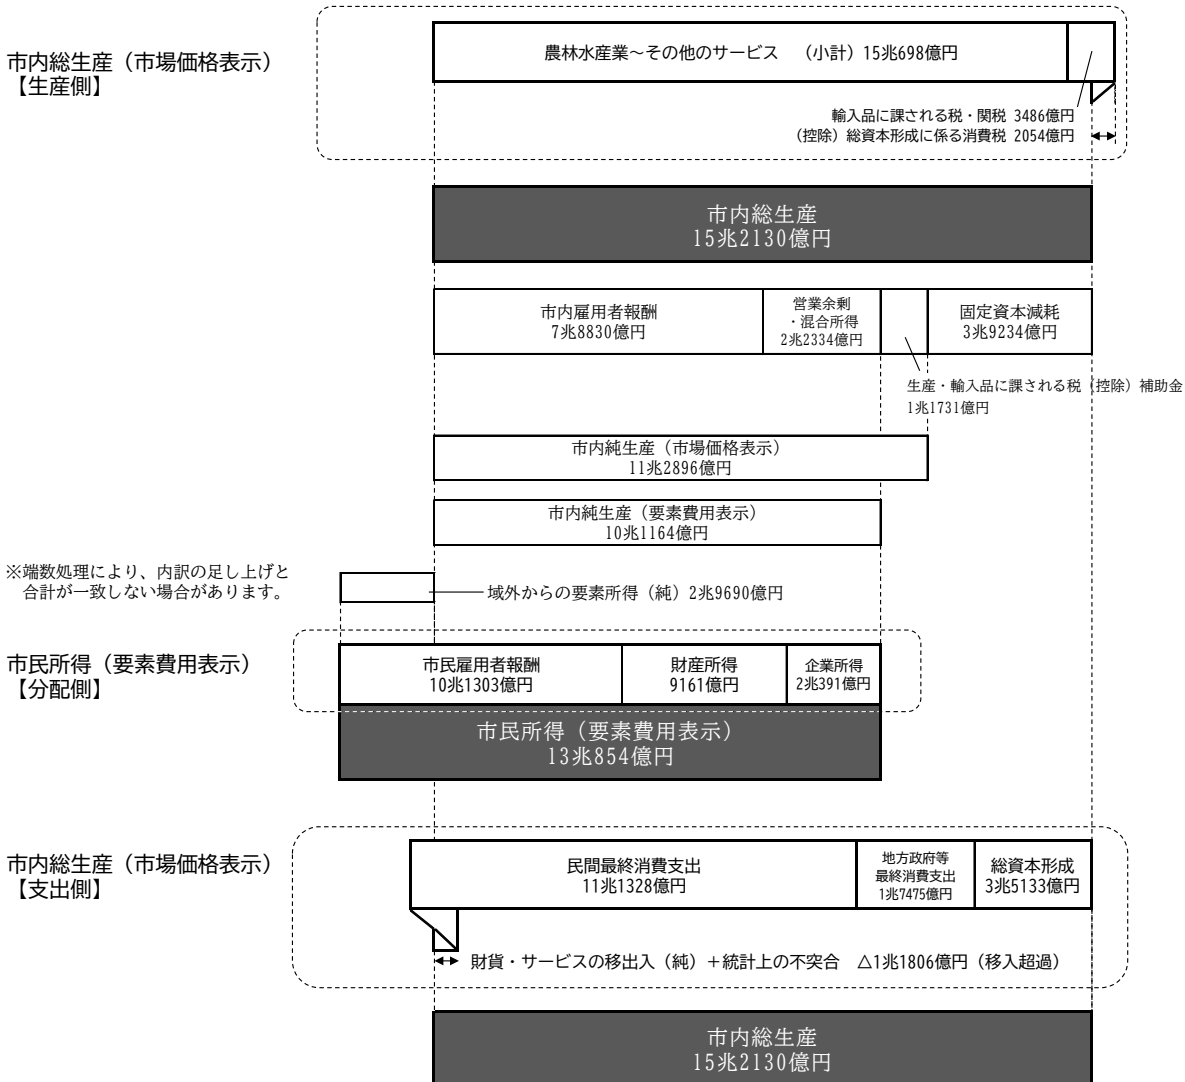 市内総生産（市場価格表示）
【生産側】
農林水産業～その他のサービス　（小計）15兆698億円
輸入品に課される税・関税 3486億円
（控除）総資本形成に係る消費税 2054億円
市内総生産
15兆2130億円
市内雇用者報酬
7兆8830億円
営業余剰
・混合所得
2兆2334億円
固定資本減耗
3兆9234億円
生産・輸入品に課される税（控除）補助金
1兆1731億円
市内純生産（市場価格表示）
11兆2896億円
市内純生産（要素費用表示）
10兆1164億円
※端数処理により、内訳の足し上げと
合計が一致しない場合があります。
域外からの要素所得（純）2兆9690億円
市民所得（要素費用表示）
【分配側】
市民雇用者報酬
10兆1303億円
財産所得
9161億円
企業所得
2兆391億円
市民所得（要素費用表示）
13兆854億円
市内総生産（市場価格表示）
【支出側】
民間最終消費支出
11兆1328億円
地方政府等
最終消費支出
1兆7475億円
総資本形成
3兆5133億円
財貨・サービスの移出入（純）＋統計上の不突合　△1兆1806億円（移入超過）
市内総生産
15兆2130億円